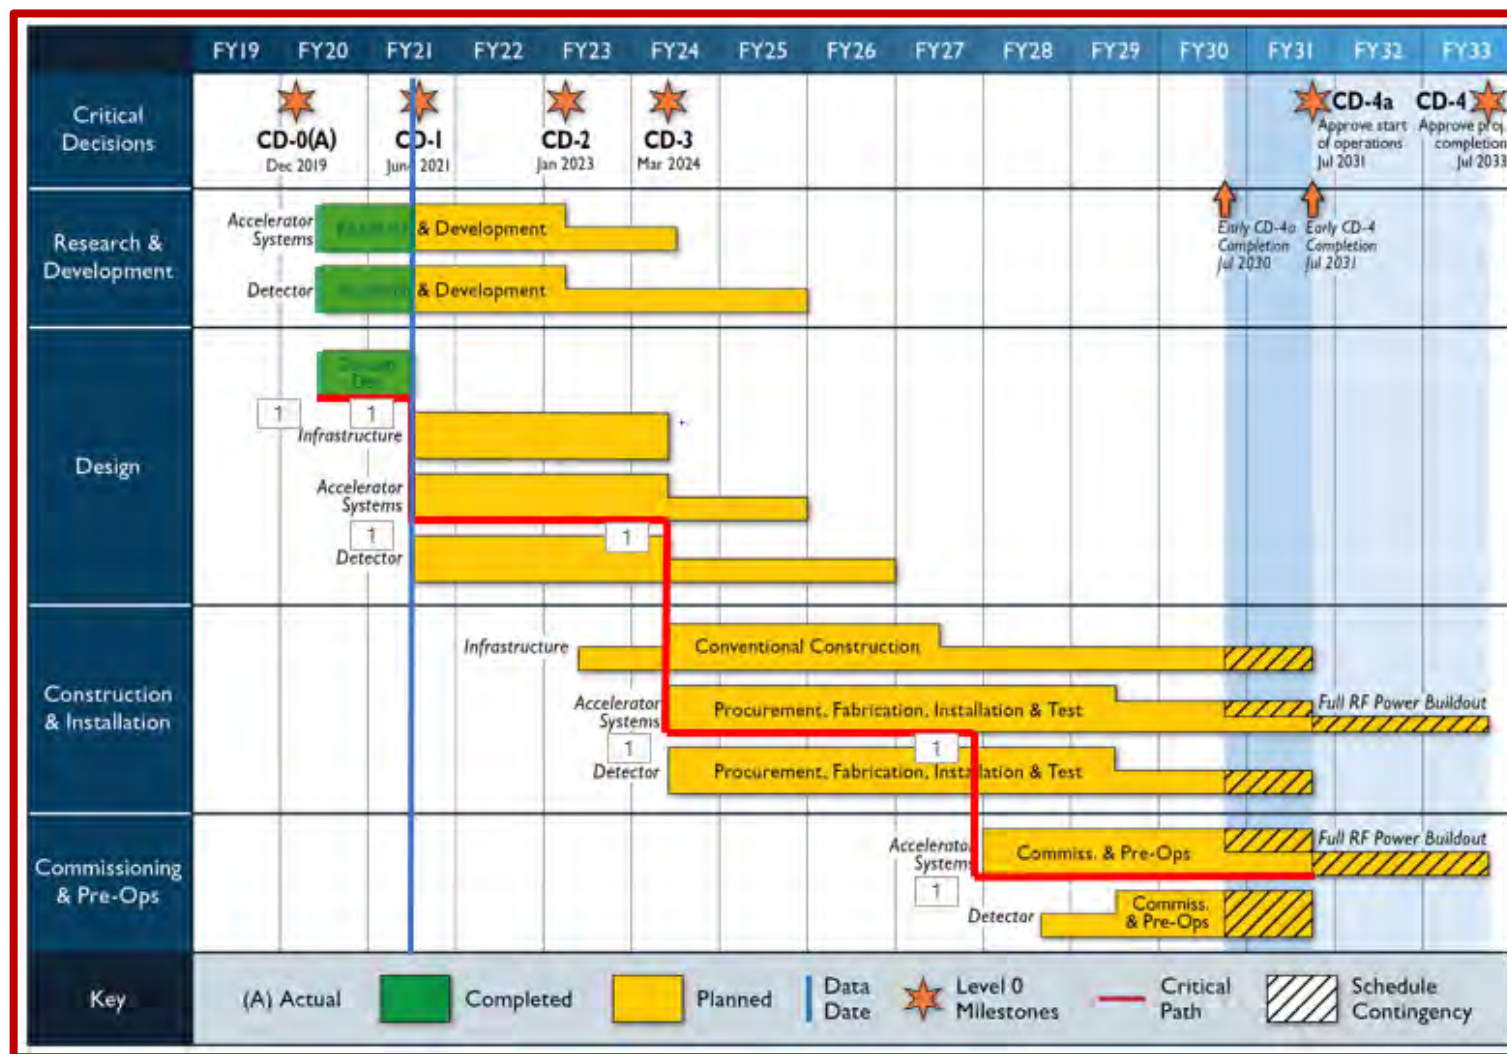 FY19 FY20 FY21 FY22 FY23 FY24 FY25 FY26 FY27 FY28 FY29 FY30 FY31 FY32 FY33
Critical
Decisions
CD-0(A)
Dec 2019
CD-1
June 2021
CD-2
Jan 2023
CD-3
Mar 2024
CD-4a
Approve start
of operations
Jul 2031
CD-4
Approve proj.
completion
Jul 2033
Early CD-4a
Completion
Jul 2030
Early CD-4
Completion
Jul 2031
Research &
Development
Accelerator
Systems
& Development
Detector
& Development
Design
1
1
Infrastructure
Accelerator
Systems
1
1
Detector
Construction
& Installation
Infrastructure
Conventional Construction
Accelerator
Systems
Procurement, Fabrication, Installation & Test
Full RF Power Buildout
1
1
Detector
Procurement, Fabrication, Installation & Test
Commissioning
& Pre-Ops
Accelerator
Systems
Commiss. & Pre-Ops
Full RF Power Buildout
1
Detector
Commiss.
& Pre-Ops
Key
(A) Actual
Completed
Planned
Data
Date
Level 0
Milestones
Critical
Path
Schedule
Contingency